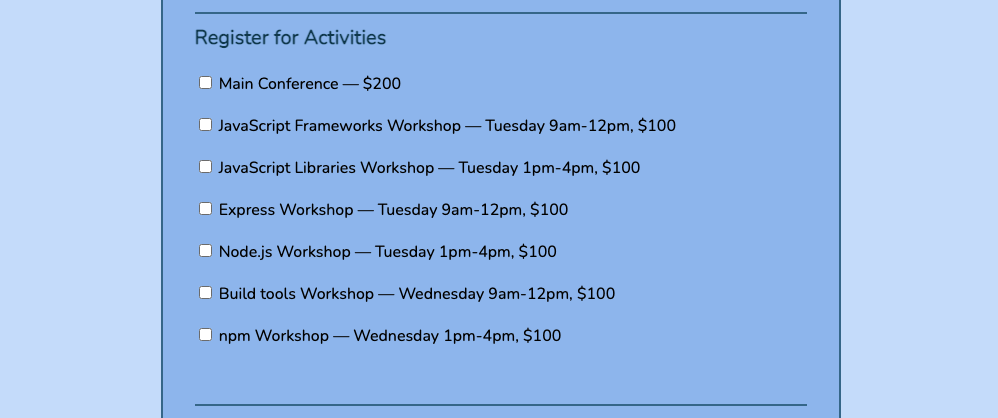 Register for Activities
Main Conference — $200
JavaScript Frameworks Workshop — Tuesday 9am-12pm, $100
JavaScript Libraries Workshop — Tuesday 1pm-4pm, $100
Express Workshop — Tuesday 9am-12pm, $100
Node.js Workshop — Tuesday 1pm-4pm, $100
Build tools Workshop — Wednesday 9am-12pm, $100
npm Workshop — Wednesday 1pm-4pm, $100